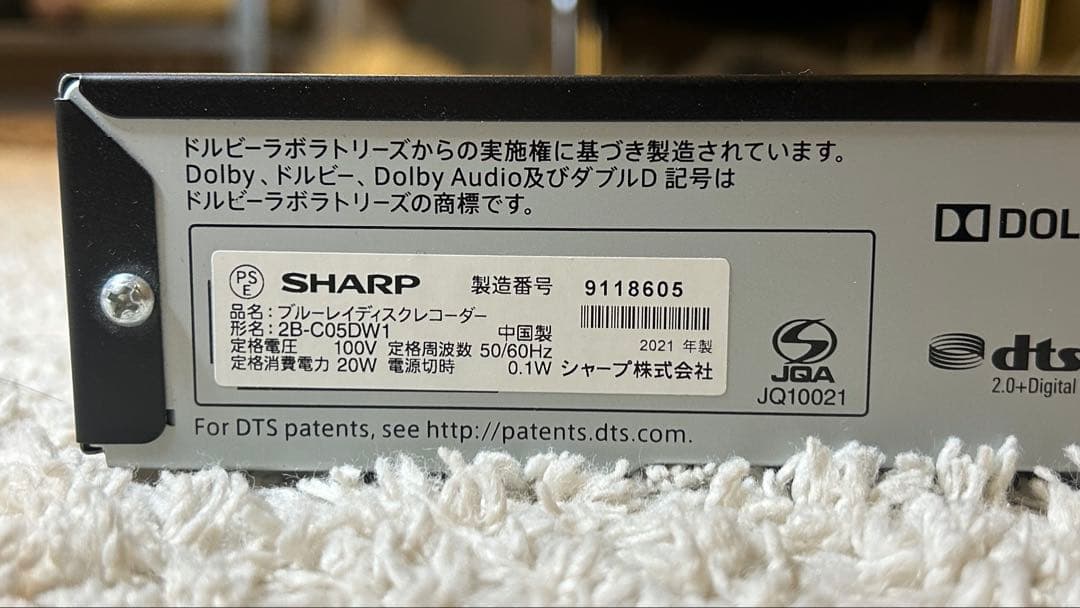 ドルビーラボラトリーズからの実施権に基づき製造されています。
Dolby、ドルビー、Dolby Audio及びダブルD 記号は
ドルビーラボラトリーズの商標です。
DOL
PS
E
SHARP 製造番号 9118605
品名：ブルーレイディスクレコーダー
形名：2B-C05DW1 中国製
定格電圧 100V 定格周波数 50/60Hz 2021 年製
定格消費電力 20W 電源切時 0.1W シャープ株式会社
JQA
JQ10021
dts
2.0+Digital
For DTS patents, see http://patents.dts.com.